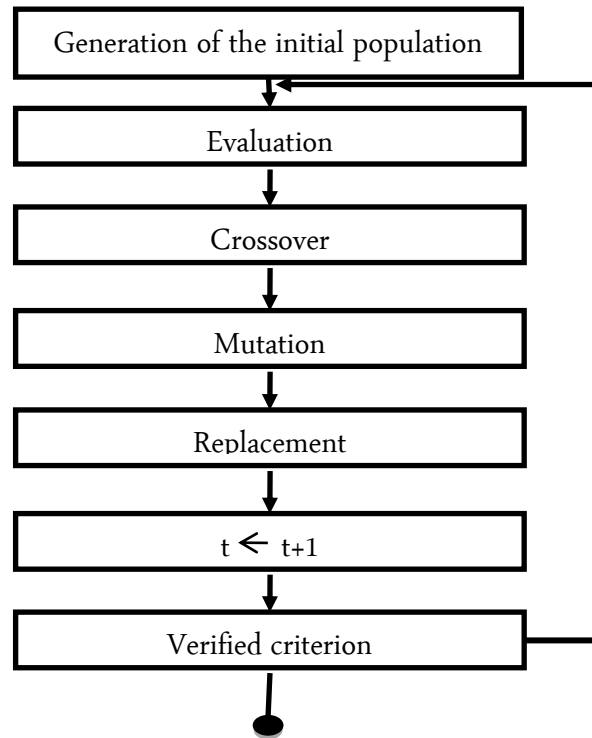 Generation of the initial population
Evaluation
Crossover
Mutation
Replacement
t ← t+1
Verified criterion